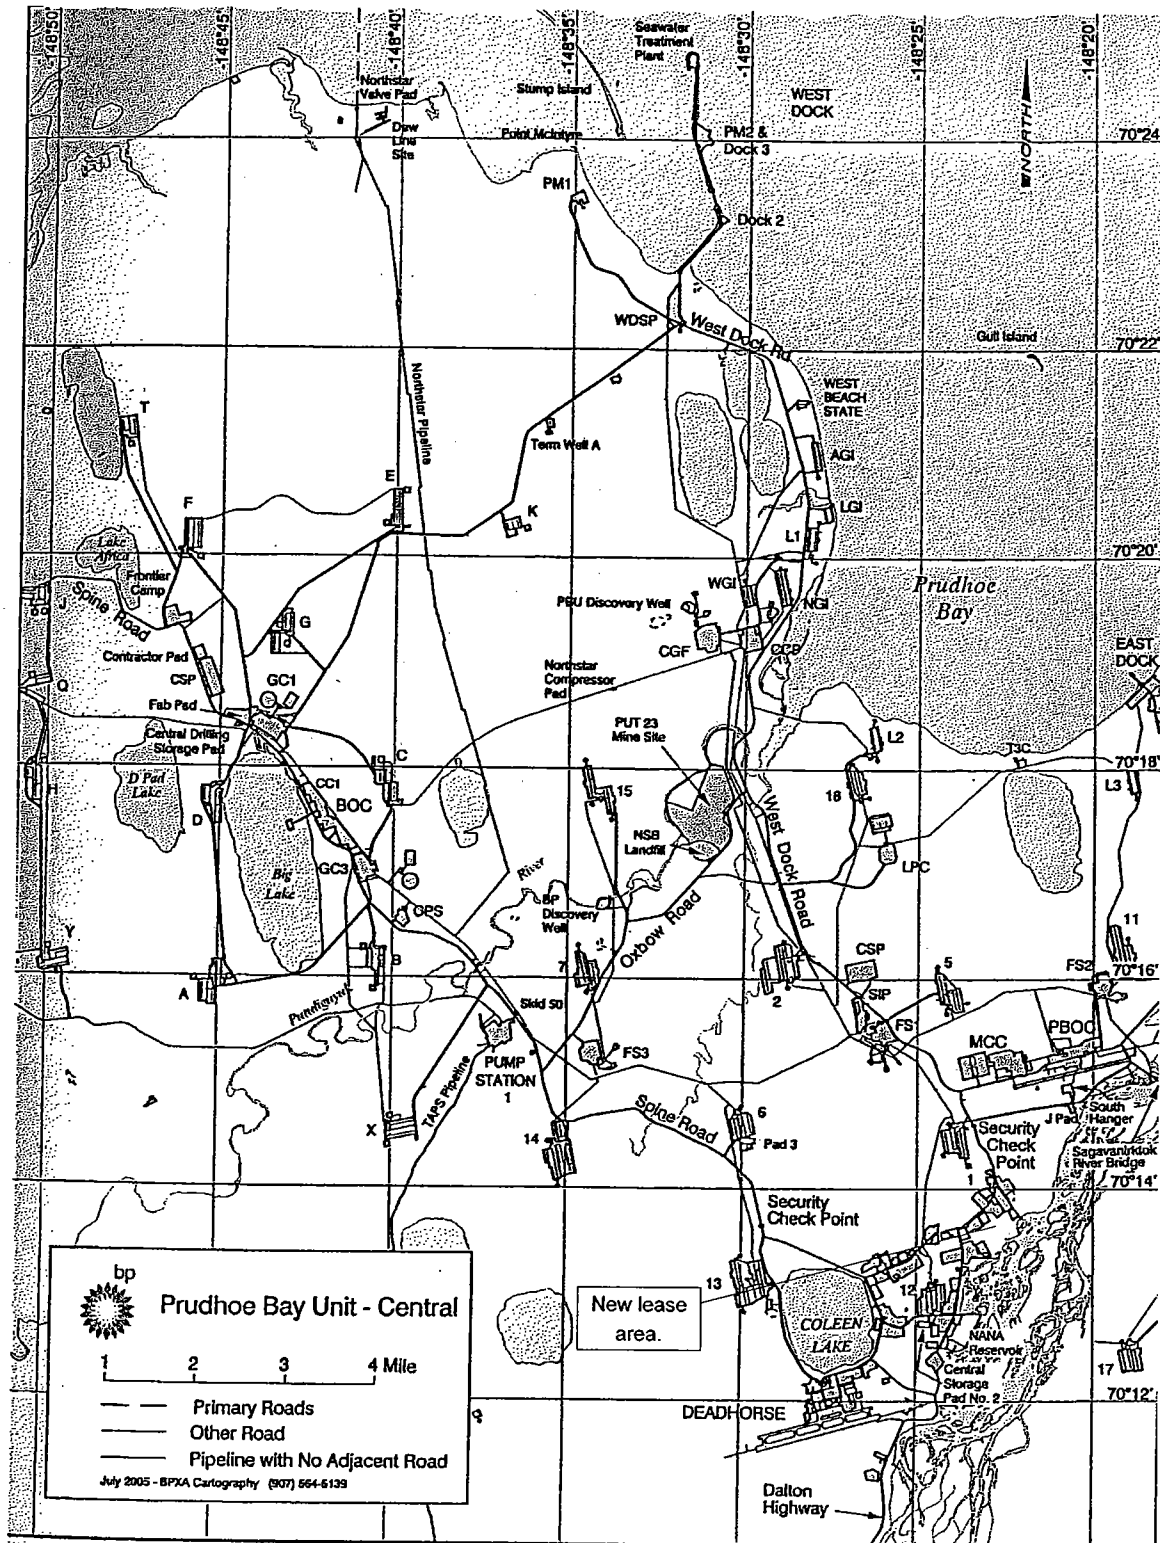 -148°50'
-148°45'
-148°40'
-148°35'
-148°30'
-148°25'
-148°20'
Seawater
Treatment
Plant
Northstar
Valve Pad
Stump Island
WEST
DOCK
NORTH
Dew
Line
Site
Point McIntyre
PM2 &
Dock 3
70°24'
PM1
Dock 2
WDSP
West Dock Rd
Gull Island
70°22'
Northstar Pipeline
WEST
BEACH
STATE
T
Term Well A
AGI
E
F
K
LGI
L1
Lake
Africa
70°20'
Frontier
Camp
WGI
NGI
Prudhoe
Bay
J
Spine
Road
G
PBU Discovery Well
Contractor Pad
CGF
CCP
EAST
DOCK
CSP
Q
GC1
Northstar
Compressor
Pad
Fab Pad
Central Drilling
Storage Pad
PUT 23
Mine Site
L2
T3C
C
70°18'
D Pad
Lake
CC1
15
18
L3
H
D
BOC
West Dock Road
NSB
Landfill
GC3
River
LPC
Big
Lake
CPS
BP
Discovery
Well
Oxbow Road
11
Y
CSP
B
7
5
FS2
70°16'
A
SIP
2
Skid 50
FS1
PBOC
MCC
FS3
PUMP
STATION
1
TAPS Pipeline
6
Spine Road
South
Hanger
J Pad
X
14
Pad 3
Security
Check
Point
Sagavanirktok
River Bridge
1
70°14'
Security
Check Point
bp
13
Prudhoe Bay Unit - Central
New lease
area.
12
COLEEN
LAKE
NANA
Reservoir
1 2 3 4 Mile
17
Central
Storage
Pad No. 2
70°12'
Primary Roads
DEADHORSE
Other Road
Pipeline with No Adjacent Road
July 2005 - BPXA Cartography (907) 564-5139
Dalton
Highway